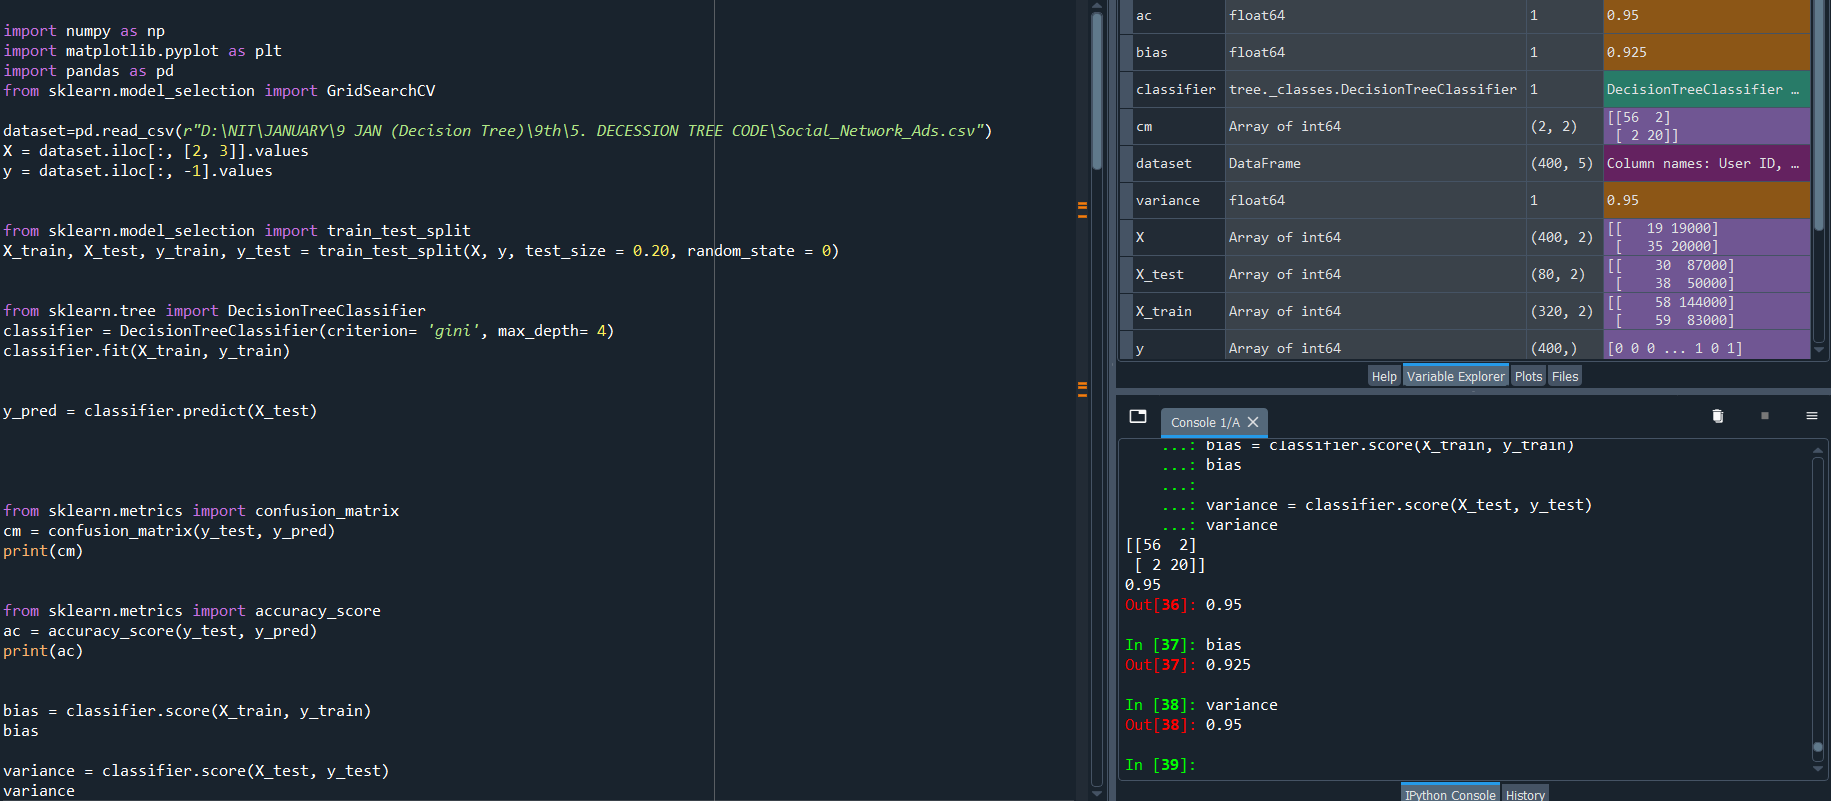 import numpy as np
import matplotlib.pyplot as plt
import pandas as pd
from sklearn.model_selection import GridSearchCV
dataset=pd.read_csv(r"D:\NIT\JANUARY\9 JAN (Decision Tree)\9th\5. DECESSION TREE CODE\Social_Network_Ads.csv")
X = dataset.iloc[:, [2, 3]].values
y = dataset.iloc[:, -1].values
from sklearn.model_selection import train_test_split
X_train, X_test, y_train, y_test = train_test_split(X, y, test_size = 0.20, random_state = 0)
from sklearn.tree import DecisionTreeClassifier
classifier = DecisionTreeClassifier(criterion= 'gini', max_depth= 4)
classifier.fit(X_train, y_train)
y_pred = classifier.predict(X_test)
from sklearn.metrics import confusion_matrix
cm = confusion_matrix(y_test, y_pred)
print(cm)
from sklearn.metrics import accuracy_score
ac = accuracy_score(y_test, y_pred)
print(ac)
bias = classifier.score(X_train, y_train)
bias
variance = classifier.score(X_test, y_test)
variance
ac float64 1 0.95
bias float64 1 0.925
classifier tree._classes.DecisionTreeClassifier 1 DecisionTreeClassifier …
cm Array of int64 (2, 2) [[56  2]
[ 2 20]]
dataset DataFrame (400, 5) Column names: User ID, …
variance float64 1 0.95
X Array of int64 (400, 2) [[   19 19000]
[   35 20000]
X_test Array of int64 (80, 2) [[    30  87000]
[    38  50000]
X_train Array of int64 (320, 2) [[    58 144000]
[    59  83000]
y Array of int64 (400,) [0 0 0 ... 1 0 1]
Help Variable Explorer Plots Files
Console 1/A
...: bias = classifier.score(X_train, y_train)
...: bias
...:
...: variance = classifier.score(X_test, y_test)
...: variance
[[56  2]
[ 2 20]]
0.95
Out[36]: 0.95
In [37]: bias
Out[37]: 0.925
In [38]: variance
Out[38]: 0.95
In [39]:
IPython Console History